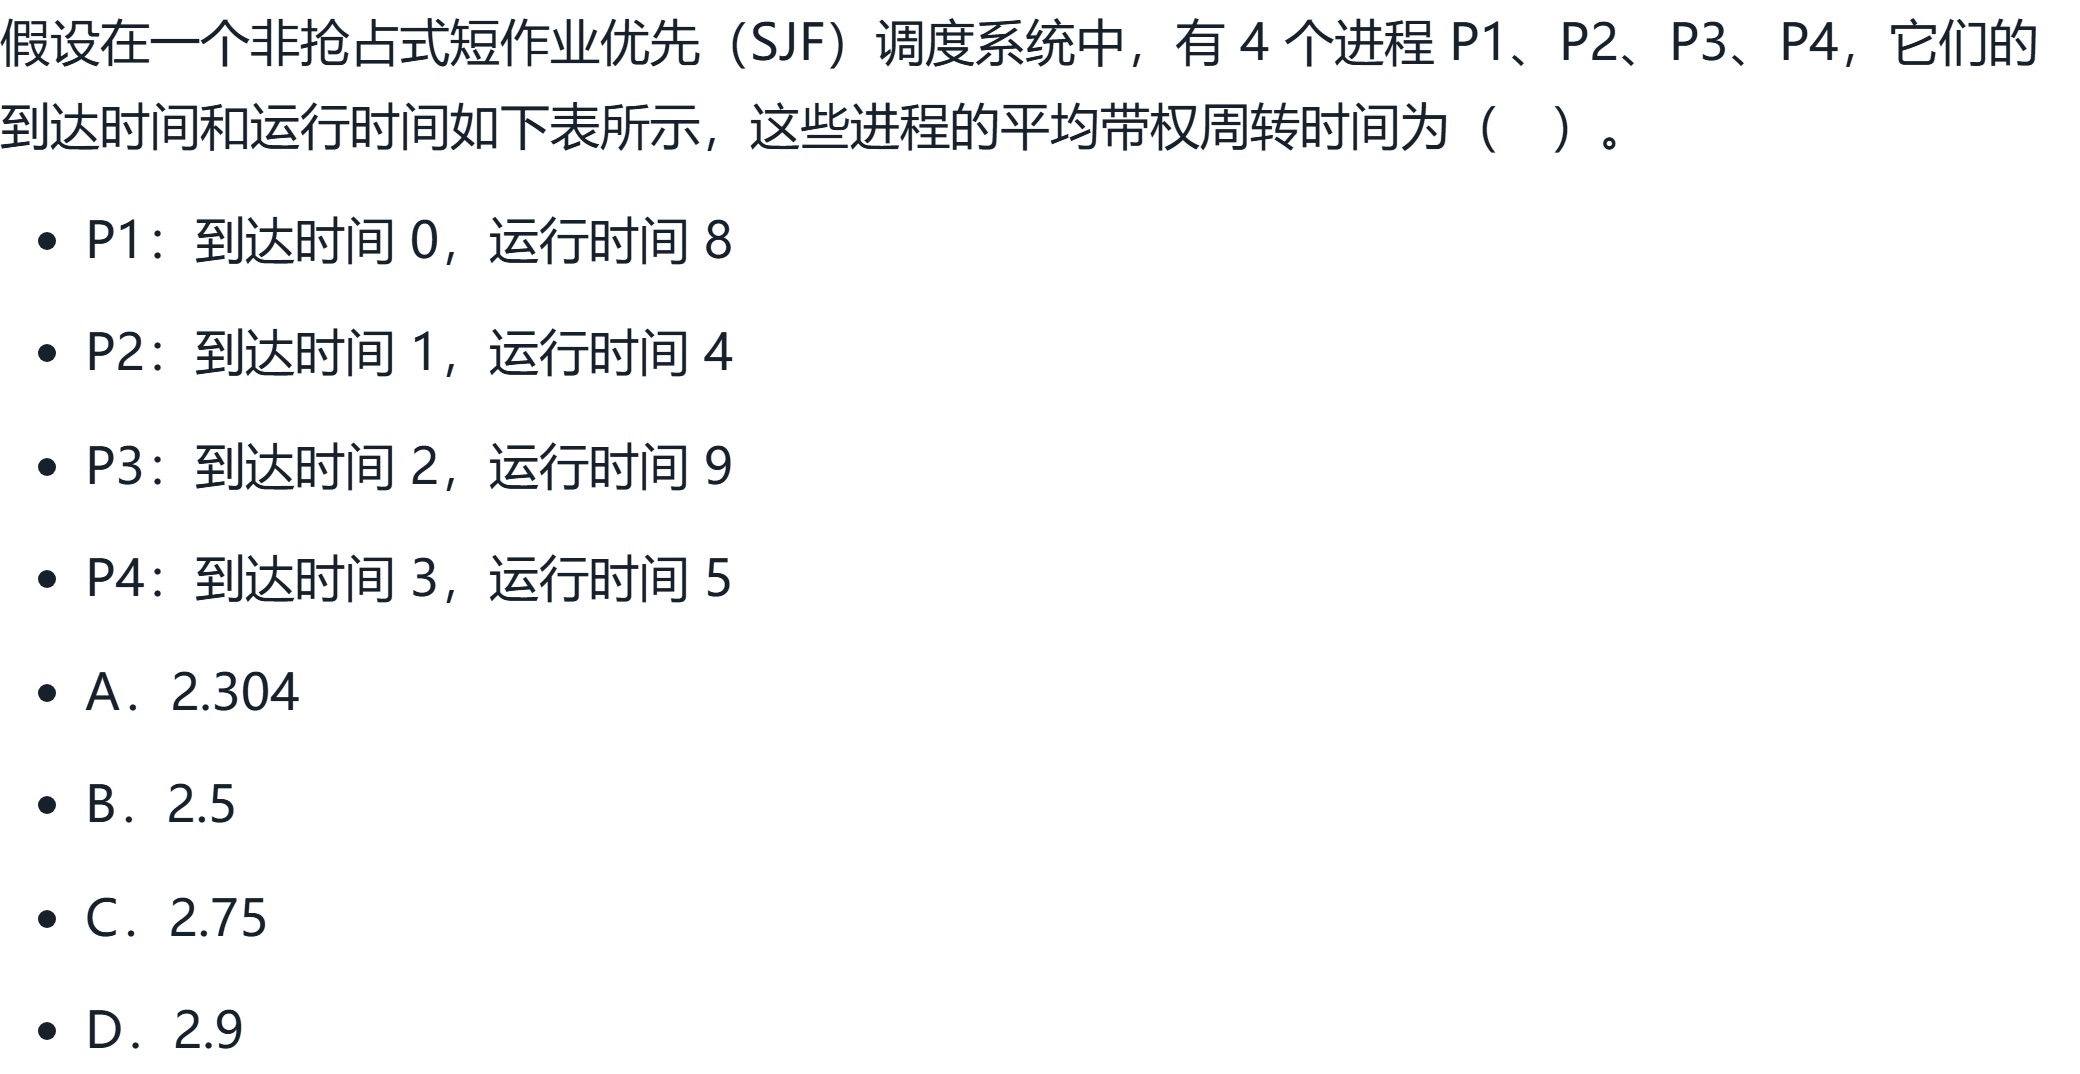 假设在一个非抢占式短作业优先（SJF）调度系统中，有 4 个进程 P1、P2、P3、P4，它们的
到达时间和运行时间如下表所示，这些进程的平均带权周转时间为（　）。
• P1：到达时间 0，运行时间 8
• P2：到达时间 1，运行时间 4
• P3：到达时间 2，运行时间 9
• P4：到达时间 3，运行时间 5
• A．2.304
• B．2.5
• C．2.75
• D．2.9